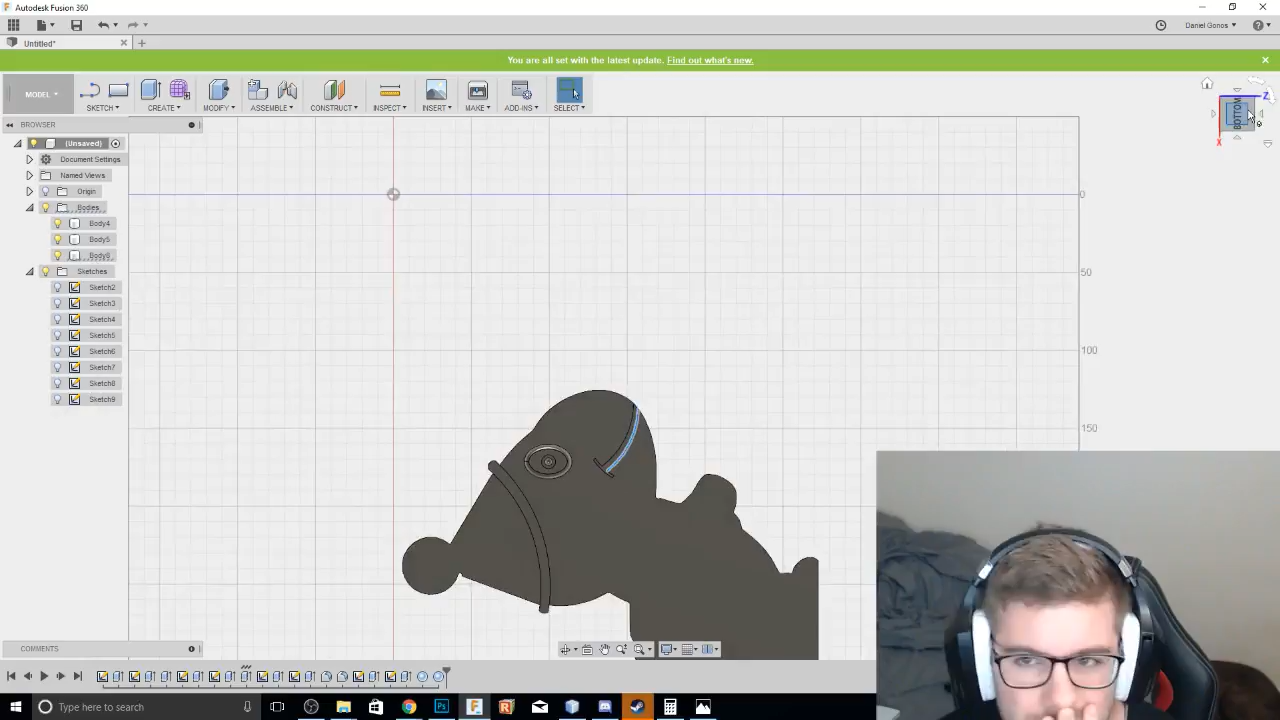 Autodesk Fusion 360
Daniel Gonos
Untitled*
You are all set with the latest update. Find out what's new.
MODEL
SKETCH
CREATE
MODIFY
ASSEMBLE
CONSTRUCT
INSPECT
INSERT
MAKE
ADD-INS
SELECT
BOTTOM
Z
X
BROWSER
(Unsaved)
Document Settings
Named Views
Origin
Bodies
Body4
Body5
Body6
Sketches
Sketch2
Sketch3
Sketch4
Sketch5
Sketch6
Sketch7
Sketch8
Sketch9
0
50
100
150
COMMENTS
Type here to search
Ps
F
R